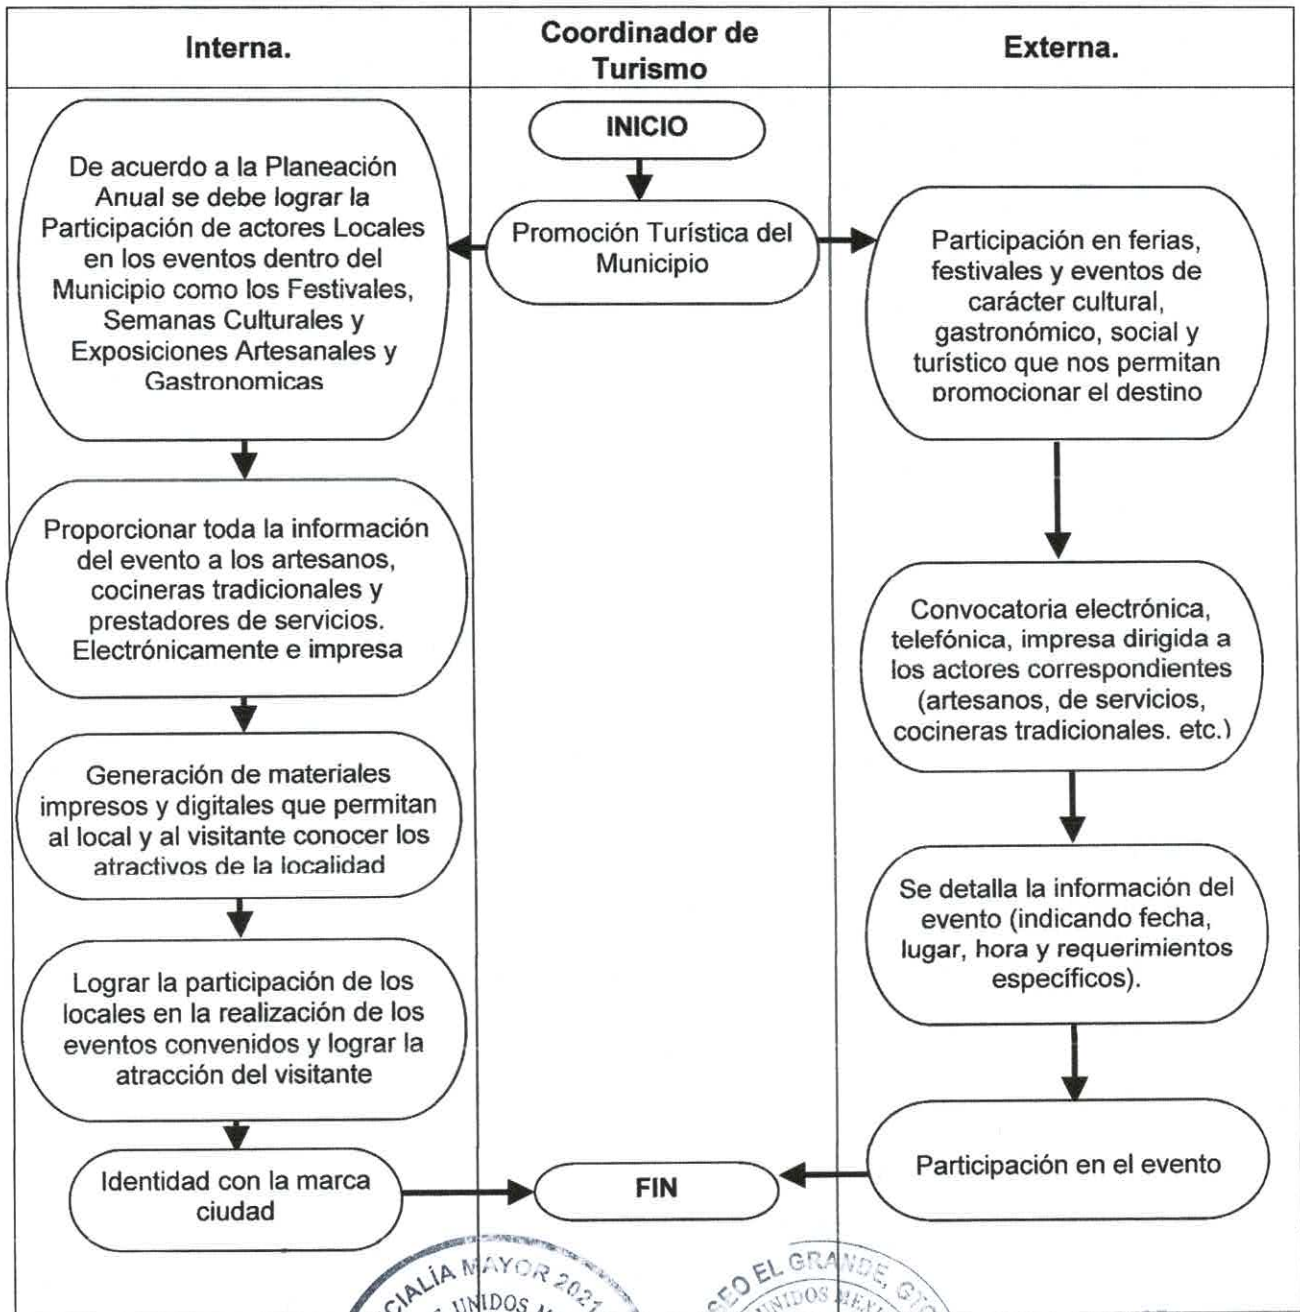 Interna.
Coordinador de
Turismo
Externa.
INICIO
Promoción Turística del
Municipio
De acuerdo a la Planeación
Anual se debe lograr la
Participación de actores Locales
en los eventos dentro del
Municipio como los Festivales,
Semanas Culturales y
Exposiciones Artesanales y
Gastronomicas
Proporcionar toda la información
del evento a los artesanos,
cocineras tradicionales y
prestadores de servicios.
Electrónicamente e impresa
Generación de materiales
impresos y digitales que permitan
al local y al visitante conocer los
atractivos de la localidad
Lograr la participación de los
locales en la realización de los
eventos convenidos y lograr la
atracción del visitante
Identidad con la marca
ciudad
Participación en ferias,
festivales y eventos de
carácter cultural,
gastronómico, social y
turístico que nos permitan
promocionar el destino
Convocatoria electrónica,
telefónica, impresa dirigida a
los actores correspondientes
(artesanos, de servicios,
cocineras tradicionales. etc.)
Se detalla la información del
evento (indicando fecha,
lugar, hora y requerimientos
específicos).
Participación en el evento
FIN
MAYOR 2021
UNIDOS
EL GRANDE, GTO
UNIDOS